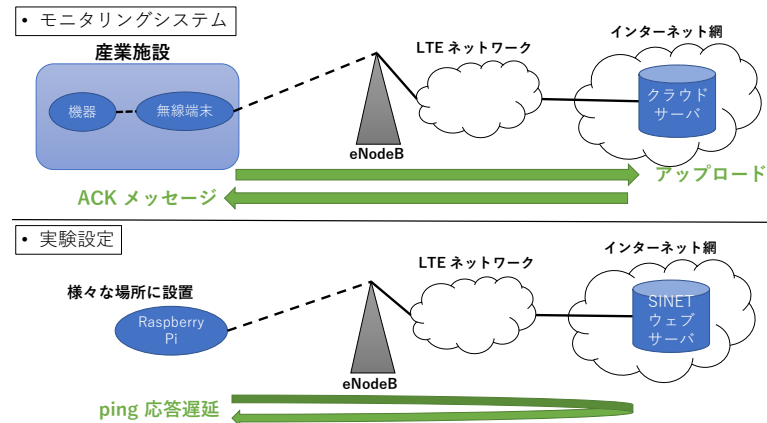 • モニタリングシステム
産業施設
機器
無線端末
eNodeB
LTE ネットワーク
インターネット網
クラウド
サーバ
アップロード
ACK メッセージ
• 実験設定
様々な場所に設置
Raspberry
Pi
eNodeB
LTE ネットワーク
インターネット網
SINET
ウェブ
サーバ
ping 応答遅延